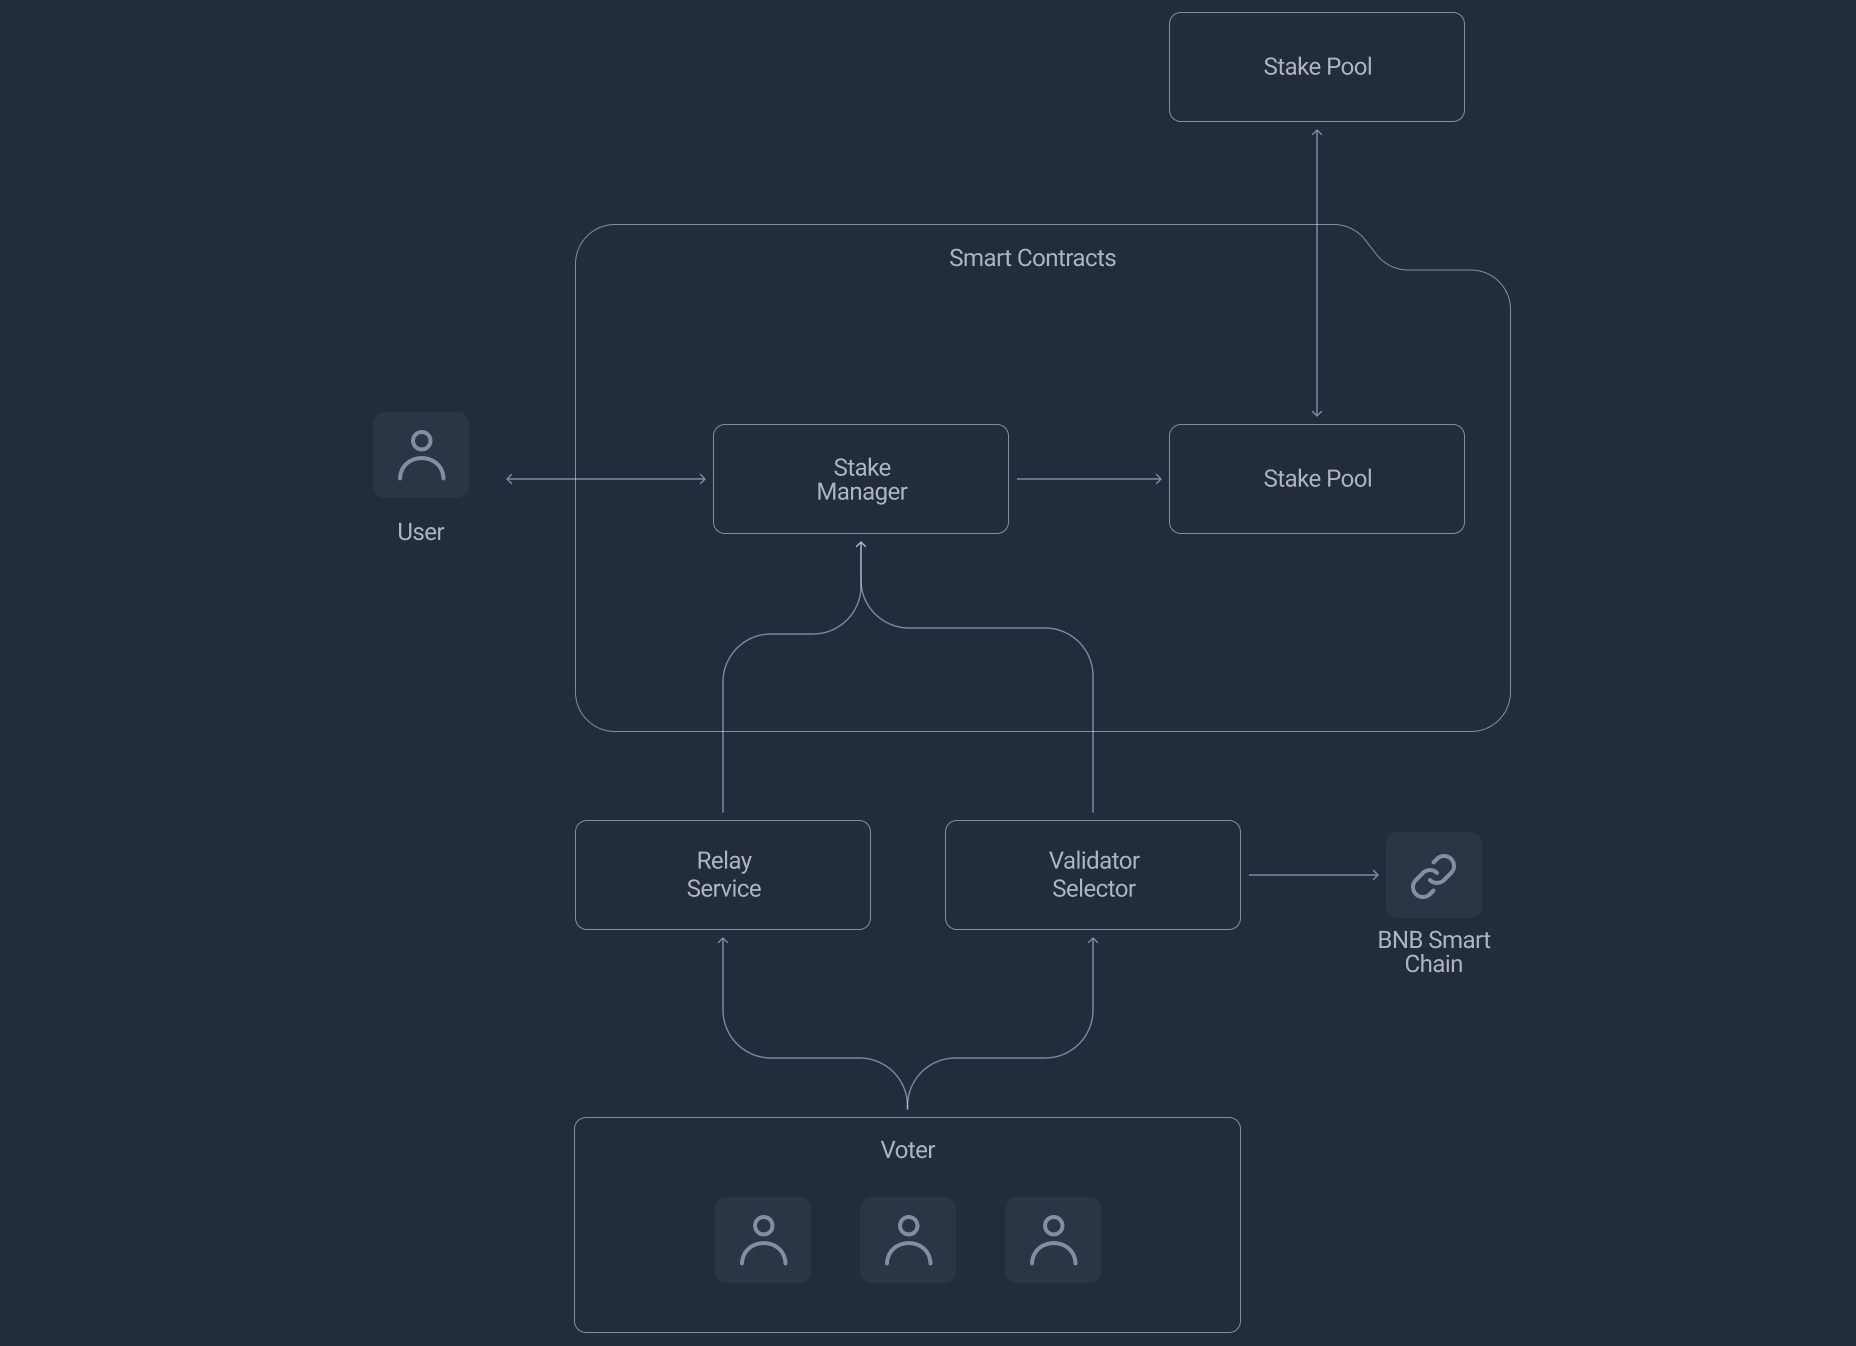 Stake Pool
Smart Contracts
User
Stake
Manager
Stake Pool
Relay
Service
Validator
Selector
BNB Smart
Chain
Voter